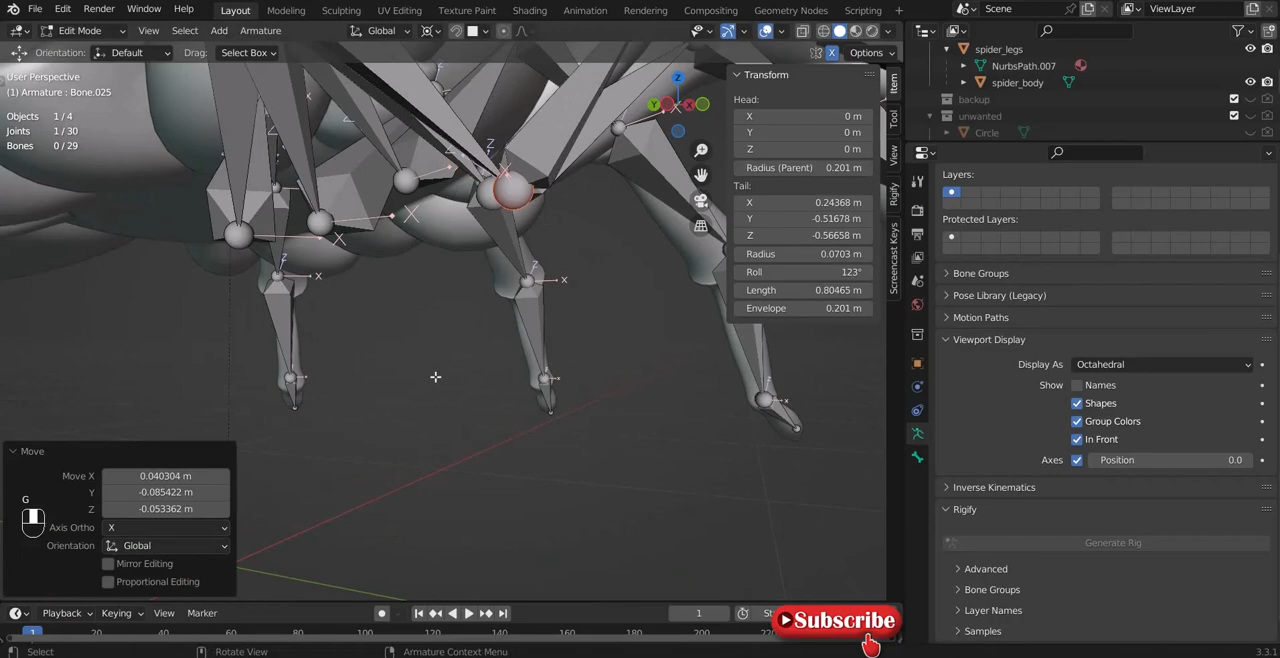 File Edit Render Window Help Layout Modeling Sculpting UV Editing Texture Paint Shading Animation Rendering Compositing Geometry Nodes Scripting + Scene ViewLayer
Edit Mode View Select Add Armature Global
Orientation: Default Drag: Select Box X Options
User Perspective
(1) Armature : Bone.025
Objects 1/4
Joints 1/30
Bones 0/29
Transform
Head:
X 0 m
Y 0 m
Z 0 m
Radius (Parent) 0.201 m
Tail:
X 0.24368 m
Y -0.51678 m
Z -0.56658 m
Radius 0.0703 m
Roll 123°
Length 0.80465 m
Envelope 0.201 m
Item
Tool
View
Rigify
Screencast Keys
spider_legs
NurbsPath.007
spider_body
backup
unwanted
Circle
Layers:
Protected Layers:
Bone Groups
Pose Library (Legacy)
Motion Paths
Viewport Display
Display As Octahedral
Show Names
Shapes
Group Colors
In Front
Axes Position 0.0
Inverse Kinematics
Rigify
Generate Rig
Advanced
Bone Groups
Layer Names
Samples
Move
Move X 0.040304 m
Y -0.085422 m
Z -0.053362 m
Axis Ortho X
Orientation Global
Mirror Editing
Proportional Editing
G
Playback Keying View Marker 1
1 20 40 60 80 100 120 140 160 180 200
Subscribe
Select Rotate View Armature Context Menu 3.3.1